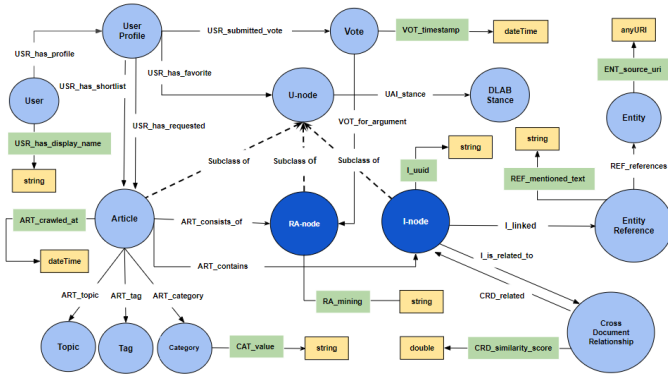 User
Profile
USR_submitted_vote
Vote
VOT_timestamp
dateTime
anyURI
USR_has_profile
USR_has_shortlist
USR_has_favorite
ENT_source_uri
User
U-node
UAI_stance
DLAB
Stance
Entity
USR_has_requested
VOT_for_argument
USR_has_display_name
string
Subclass of
Subclass of
Subclass of
I_uuid
string
string
REF_references
REF_mentioned_text
ART_crawled_at
Article
ART_consists_of
RA-node
I-node
I_linked
Entity
Reference
dateTime
ART_contains
I_is_related_to
CRD_related
ART_topic
ART_tag
ART_category
RA_mining
string
Topic
Tag
Category
CAT_value
string
double
CRD_similarity_score
Cross
Document
Relationship